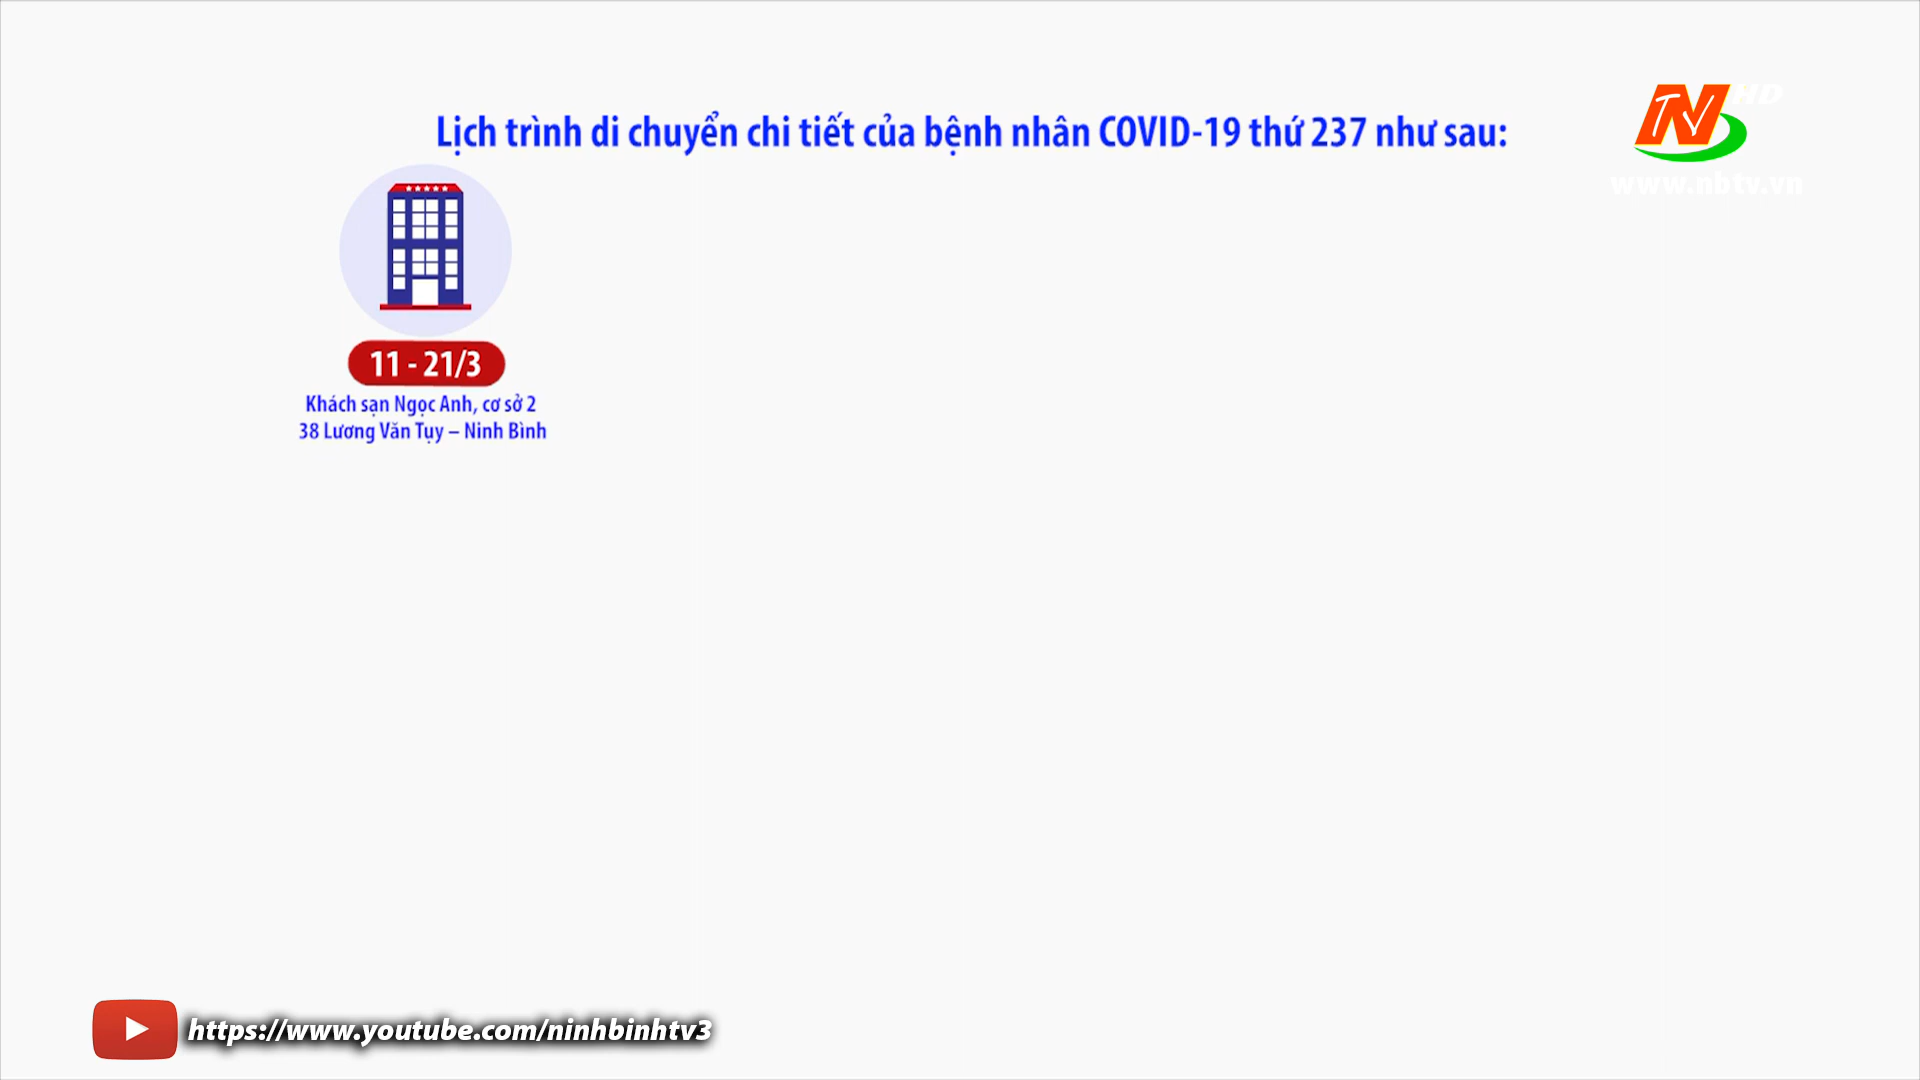 Lịch trình di chuyển chi tiết của bệnh nhân COVID-19 thứ 237 như sau:
NTV HD
www.nbtv.vn
11 - 21/3
Khách sạn Ngọc Anh, cơ sở 2
38 Lương Văn Tụy – Ninh Bình
https://www.youtube.com/ninhbinhtv3